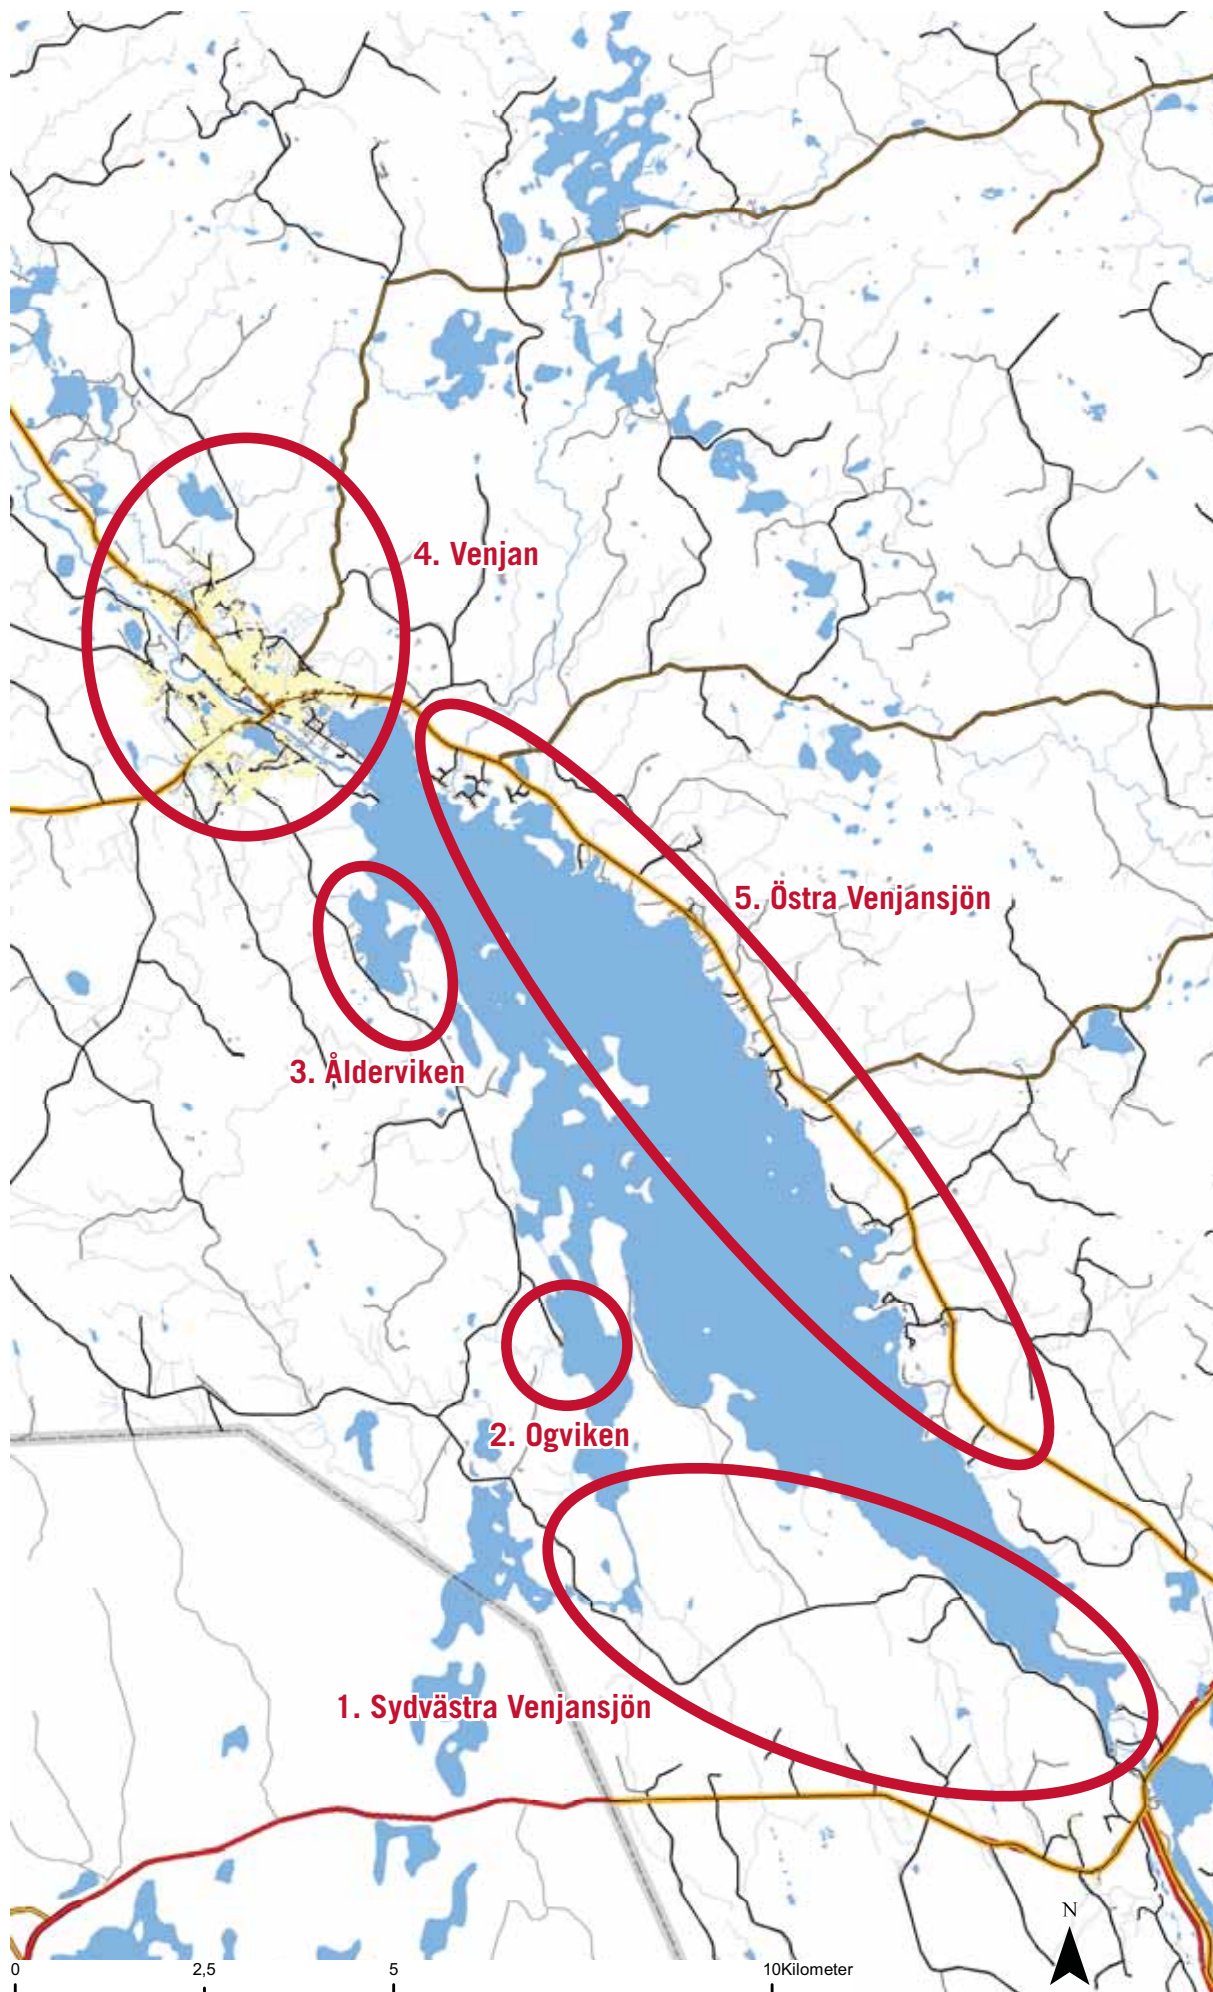 4. Venjan
5. Östra Venjansjön
3. Ålderviken
2. Ogviken
1. Sydvästra Venjansjön
N
0 2,5 5 10Kilometer